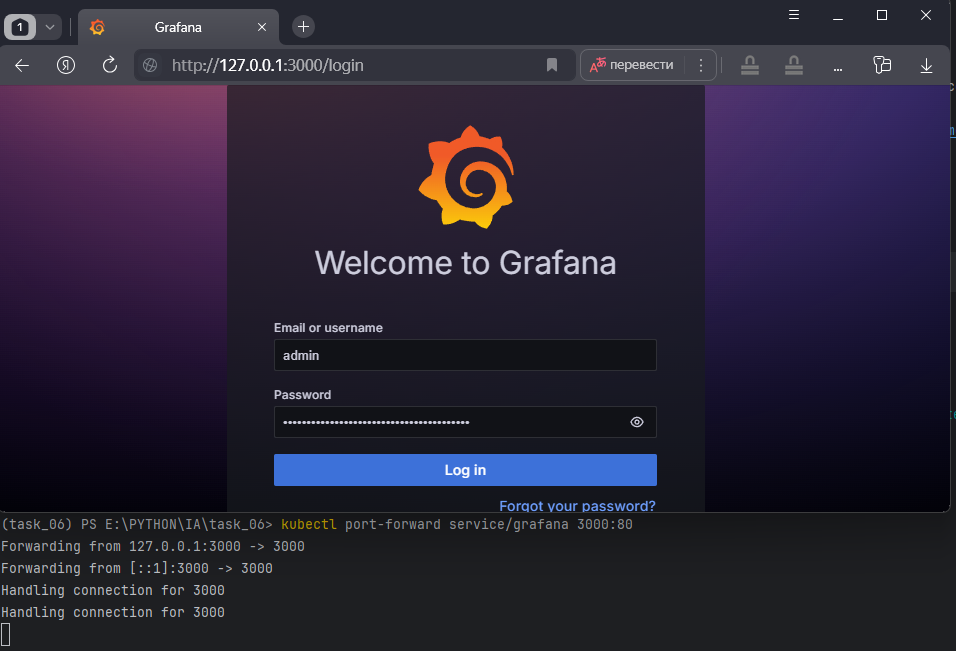 1
Grafana
http://127.0.0.1:3000/login
перевести
Welcome to Grafana
Email or username
admin
Password
••••••••••••••••••••••••••••••••••••••••
Log in
Forgot your password?
(task_06) PS E:\PYTHON\IA\task_06> kubectl port-forward service/grafana 3000:80
Forwarding from 127.0.0.1:3000 -> 3000
Forwarding from [::1]:3000 -> 3000
Handling connection for 3000
Handling connection for 3000